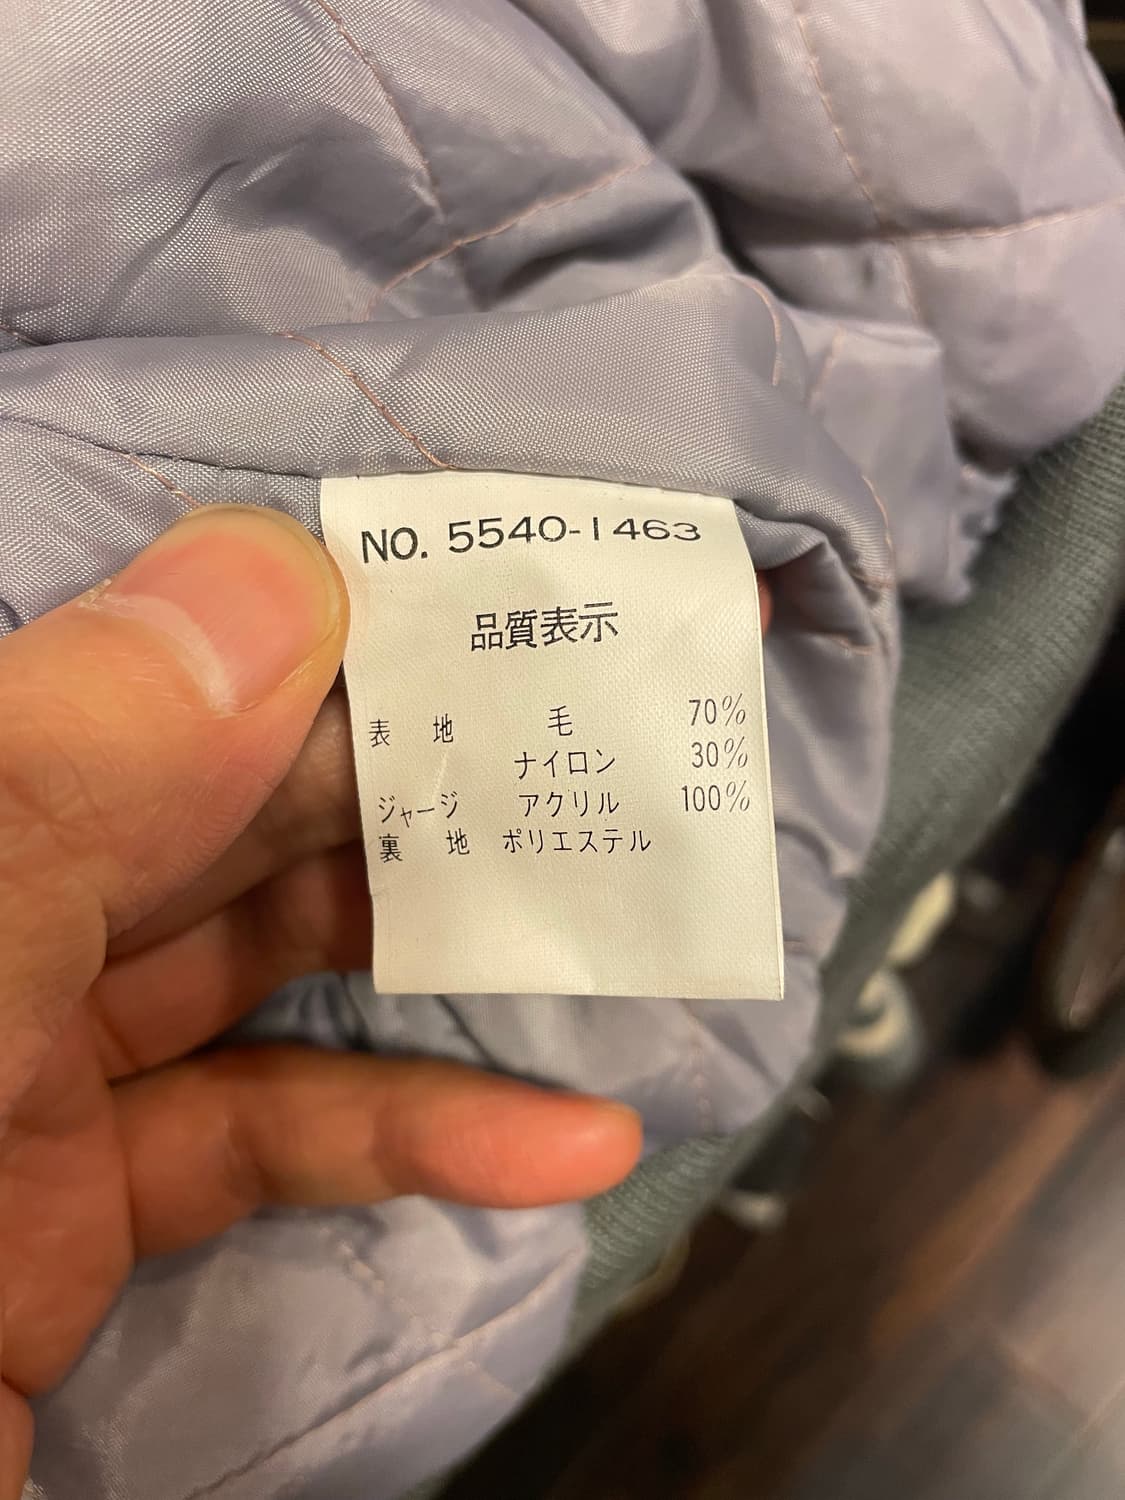 NO. 5540-1463
品質表示
表 地 毛 70%
ナイロン 30%
ジャージ アクリル 100%
裏 地 ポリエステル